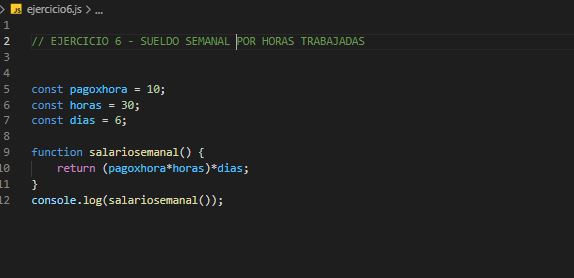 JS ejercicio6.js > ...
1
2 // EJERCICIO 6 - SUELDO SEMANAL POR HORAS TRABAJADAS
3
4
5 const pagoxhora = 10;
6 const horas = 30;
7 const dias = 6;
8
9 function salariosemanal() {
10 return (pagoxhora*horas)*dias;
11 }
12 console.log(salariosemanal());